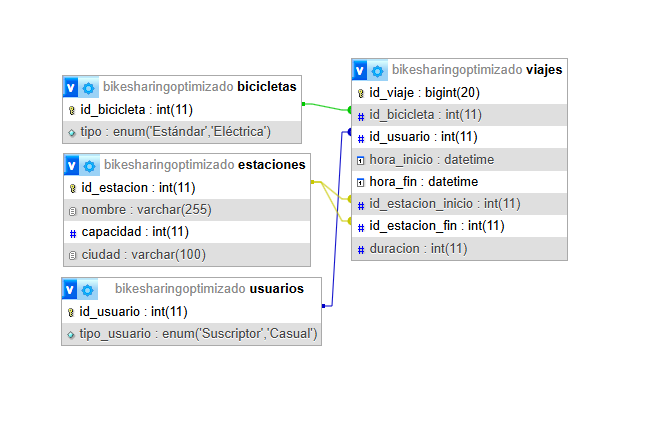 bikesharingoptimizado bicicletas
id_bicicleta : int(11)
tipo : enum('Estándar','Eléctrica')
bikesharingoptimizado estaciones
id_estacion : int(11)
nombre : varchar(255)
capacidad : int(11)
ciudad : varchar(100)
bikesharingoptimizado usuarios
id_usuario : int(11)
tipo_usuario : enum('Suscriptor','Casual')
bikesharingoptimizado viajes
id_viaje : bigint(20)
id_bicicleta : int(11)
id_usuario : int(11)
hora_inicio : datetime
hora_fin : datetime
id_estacion_inicio : int(11)
id_estacion_fin : int(11)
duracion : int(11)